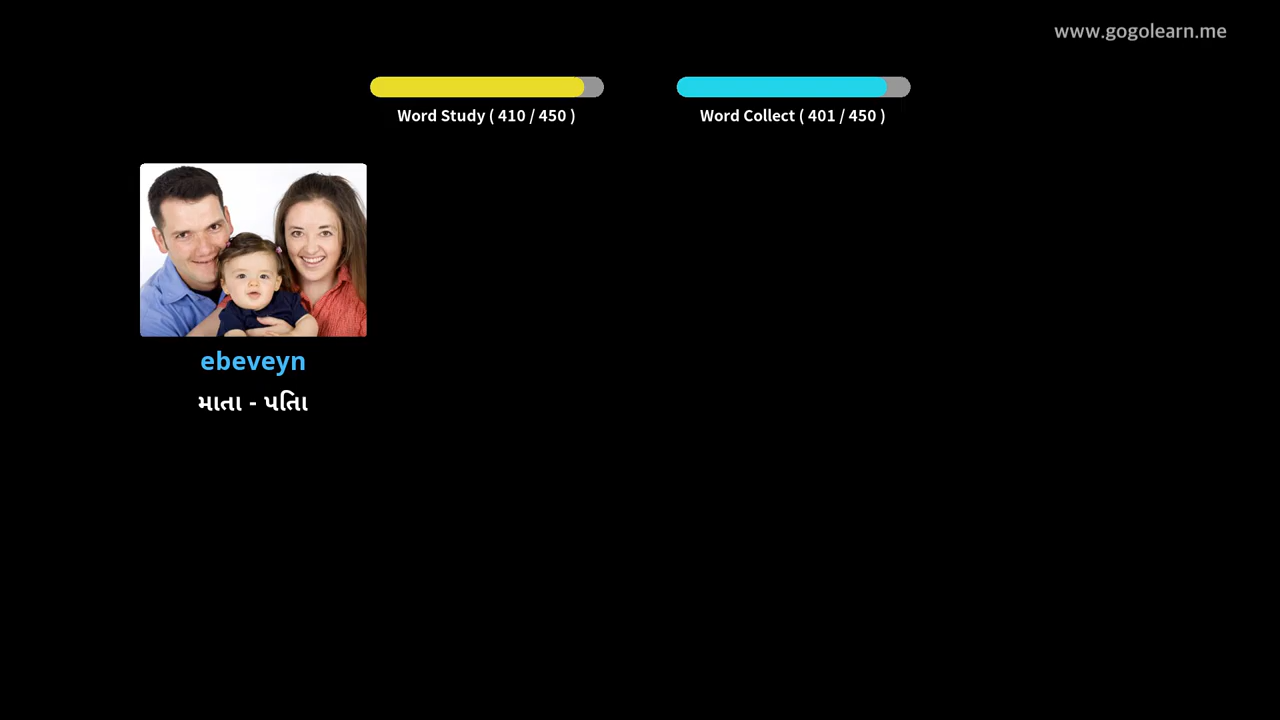 www.gogolearn.me
Word Study ( 410 / 450 )
Word Collect ( 401 / 450 )
ebeveyn
માતા - પિતા